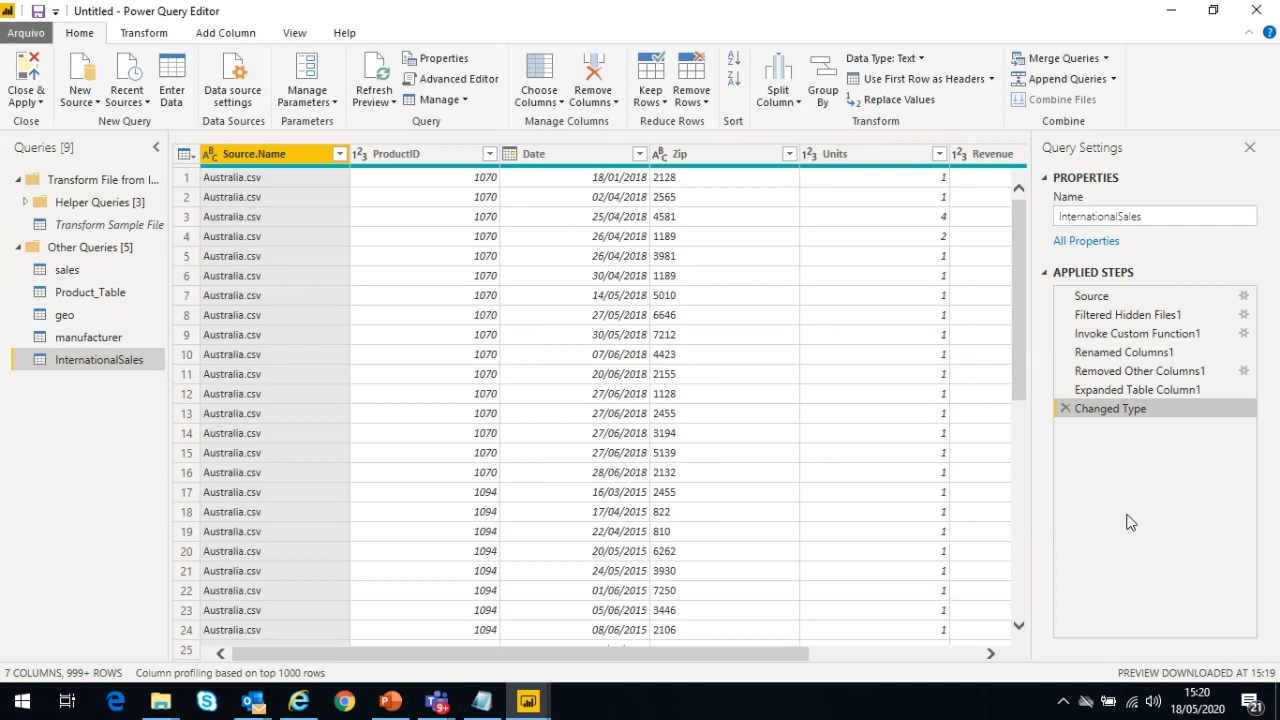 Untitled - Power Query Editor
Arquivo Home Transform Add Column View Help
Close & Apply New Source Recent Sources Enter Data Data source settings Manage Parameters Refresh Preview Properties Advanced Editor Manage Choose Columns Remove Columns Keep Rows Remove Rows Split Column Group By Data Type: Text Use First Row as Headers Replace Values Merge Queries Append Queries Combine Files
Close New Query Data Sources Parameters Query Manage Columns Reduce Rows Sort Transform Combine
Queries [9]
Transform File from I...
Helper Queries [3]
Transform Sample File
Other Queries [5]
sales
Product_Table
geo
manufacturer
InternationalSales
Source.Name ProductID Date Zip Units Revenue
1 Australia.csv 1070 18/01/2018 2128 1
2 Australia.csv 1070 02/04/2018 2565 1
3 Australia.csv 1070 25/04/2018 4581 4
4 Australia.csv 1070 26/04/2018 1189 2
5 Australia.csv 1070 26/04/2018 3981 1
6 Australia.csv 1070 30/04/2018 1189 1
7 Australia.csv 1070 14/05/2018 5010 1
8 Australia.csv 1070 27/05/2018 6646 1
9 Australia.csv 1070 30/05/2018 7212 1
10 Australia.csv 1070 07/06/2018 4423 1
11 Australia.csv 1070 20/06/2018 2155 1
12 Australia.csv 1070 27/06/2018 1128 1
13 Australia.csv 1070 27/06/2018 2455 1
14 Australia.csv 1070 27/06/2018 3194 1
15 Australia.csv 1070 27/06/2018 5139 1
16 Australia.csv 1070 28/06/2018 2132 1
17 Australia.csv 1094 16/03/2015 2455 1
18 Australia.csv 1094 17/04/2015 822 1
19 Australia.csv 1094 22/04/2015 810 1
20 Australia.csv 1094 20/05/2015 6262 1
21 Australia.csv 1094 24/05/2015 3930 1
22 Australia.csv 1094 01/06/2015 7250 1
23 Australia.csv 1094 05/06/2015 3446 1
24 Australia.csv 1094 08/06/2015 2106 1
25
Query Settings
PROPERTIES
Name
InternationalSales
All Properties
APPLIED STEPS
Source
Filtered Hidden Files1
Invoke Custom Function1
Renamed Columns1
Removed Other Columns1
Expanded Table Column1
Changed Type
7 COLUMNS, 999+ ROWS Column profiling based on top 1000 rows PREVIEW DOWNLOADED AT 15:19
15:20
18/05/2020
21